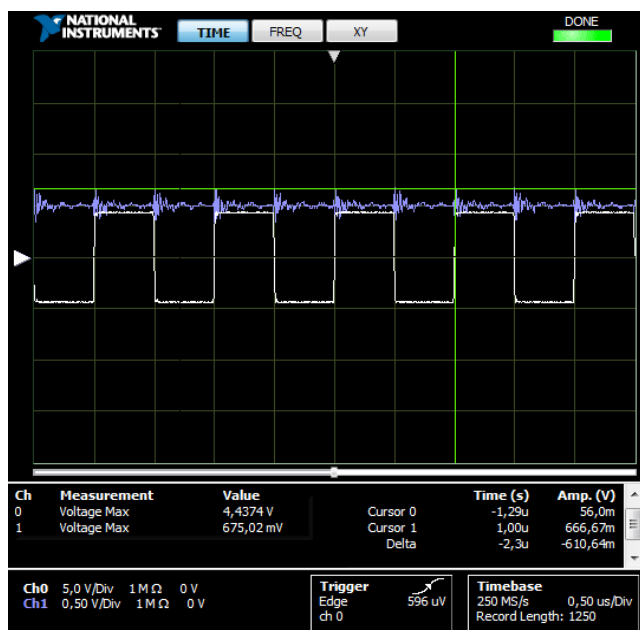 NATIONAL
INSTRUMENTS™
TIME FREQ XY DONE
Ch Measurement Value Time (s) Amp. (V)
0 Voltage Max 4,4374 V Cursor 0 -1,29u 56,0m
1 Voltage Max 675,02 mV Cursor 1 1,00u 666,67m
Delta -2,3u -610,64m
Ch0 5,0 V/Div 1 M Ω 0 V
Ch1 0,50 V/Div 1 M Ω 0 V
Trigger
Edge 596 uV
ch 0
Timebase
250 MS/s 0,50 us/Div
Record Length: 1250